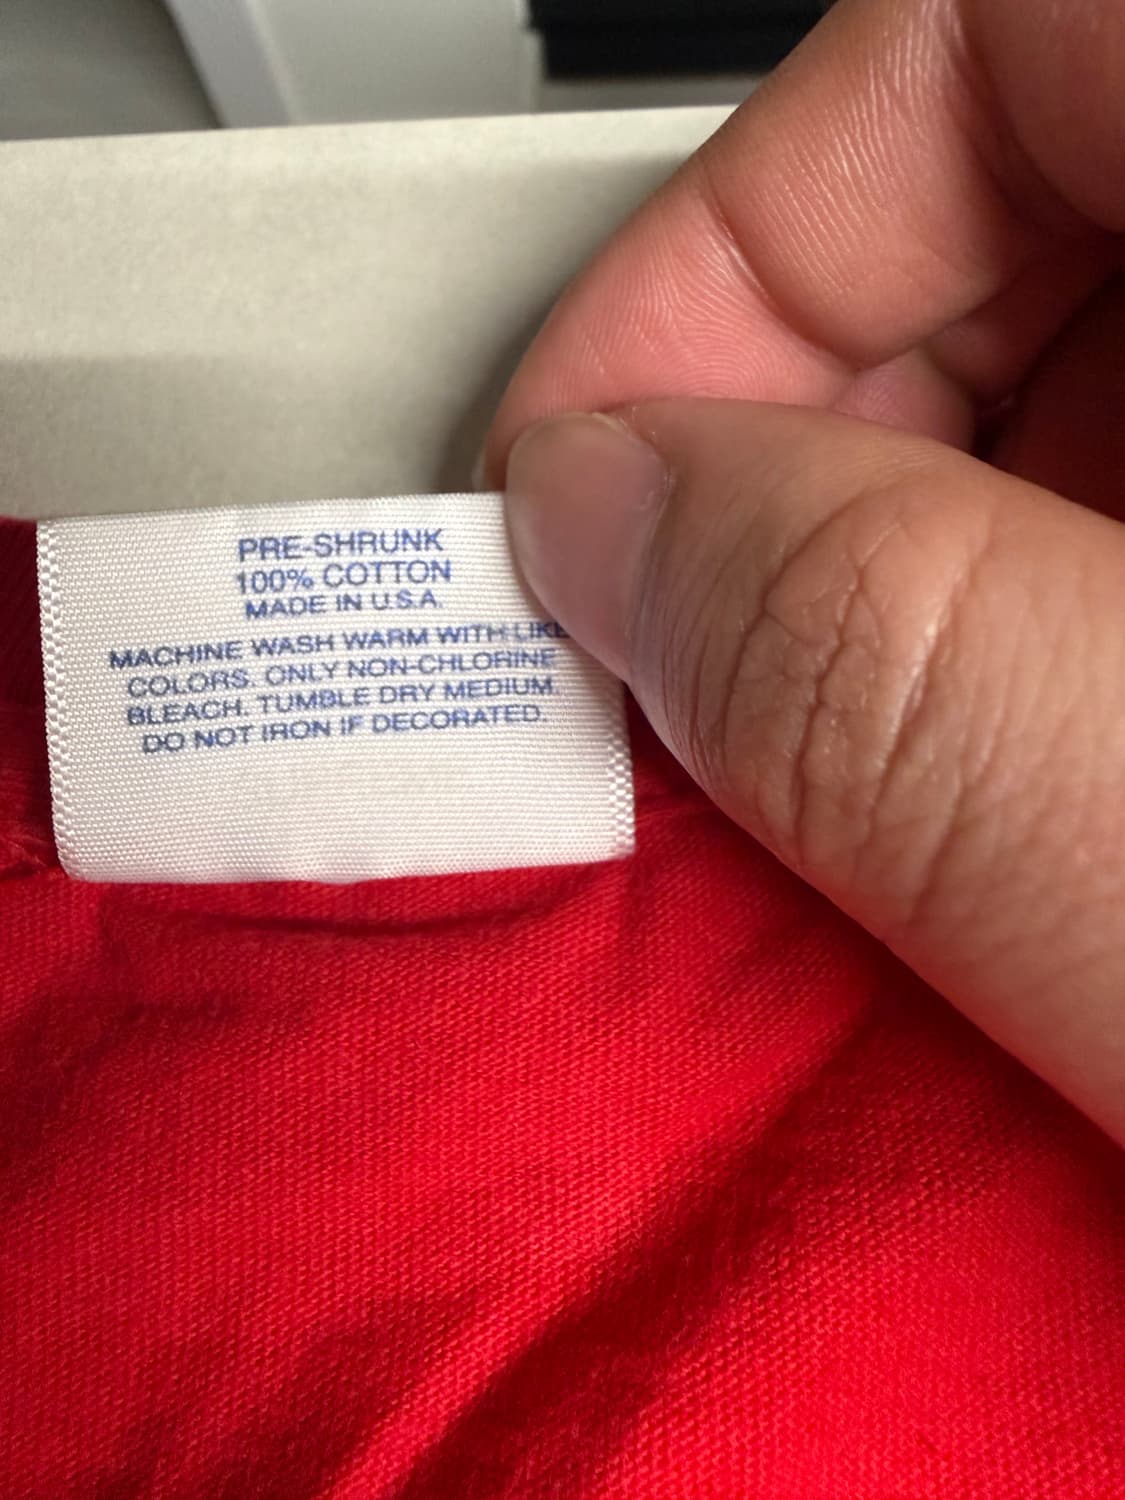 PRE-SHRUNK
100% COTTON
MADE IN U.S.A.
MACHINE WASH WARM WITH LIKE
COLORS. ONLY NON-CHLORINE
BLEACH. TUMBLE DRY MEDIUM.
DO NOT IRON IF DECORATED.